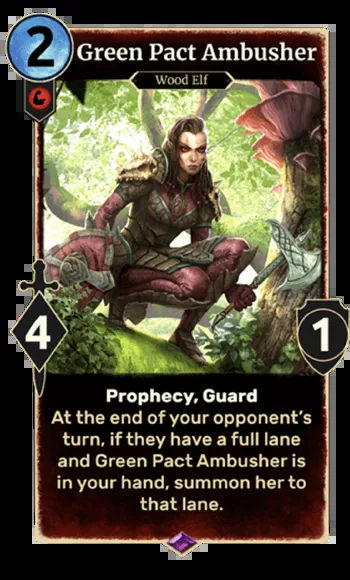 2
Green Pact Ambusher
Wood Elf
4
1
Prophecy, Guard
At the end of your opponent's
turn, if they have a full lane
and Green Pact Ambusher is
in your hand, summon her to
that lane.